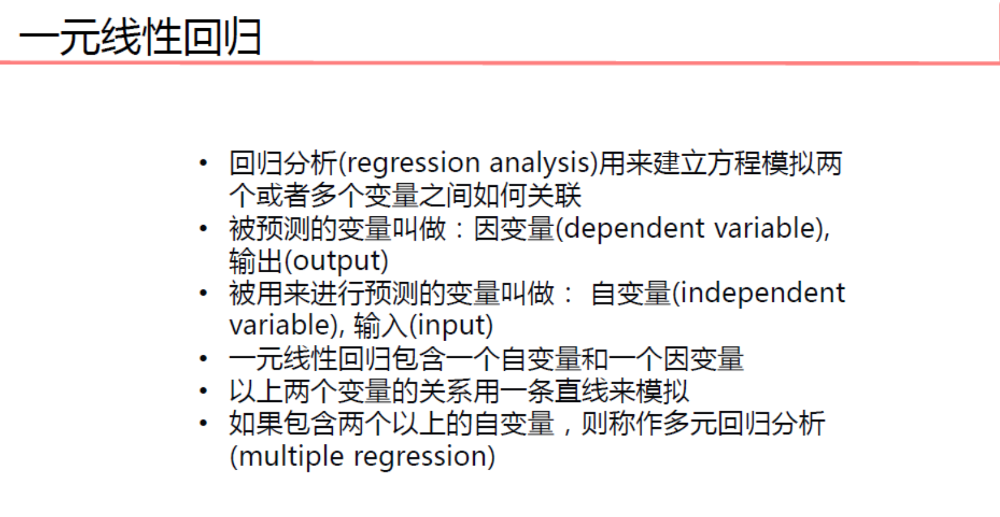 一元线性回归
• 回归分析(regression analysis)用来建立方程模拟两
个或者多个变量之间如何关联
• 被预测的变量叫做：因变量(dependent variable),
输出(output)
• 被用来进行预测的变量叫做： 自变量(independent
variable), 输入(input)
• 一元线性回归包含一个自变量和一个因变量
• 以上两个变量的关系用一条直线来模拟
• 如果包含两个以上的自变量，则称作多元回归分析
(multiple regression)